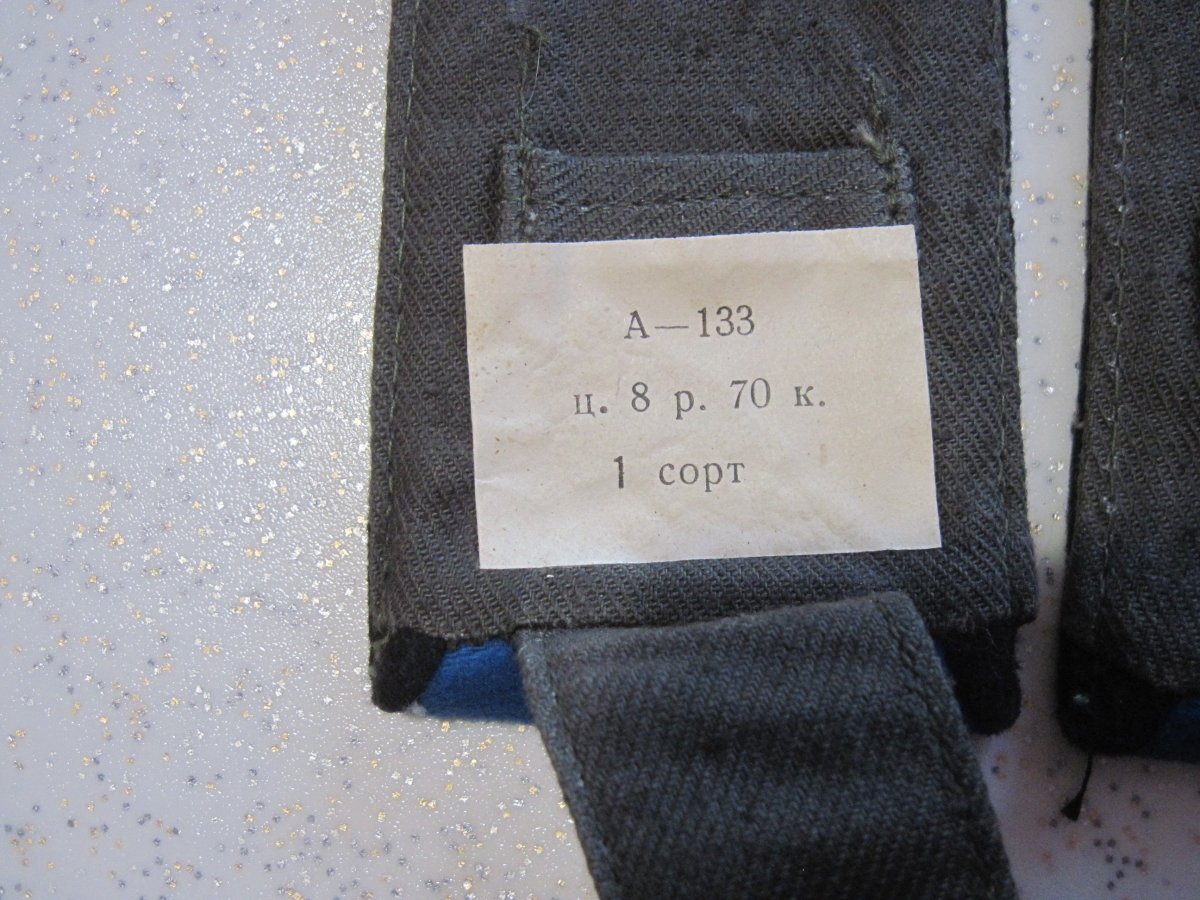 А—133
ц. 8 р. 70 к.
1 сорт